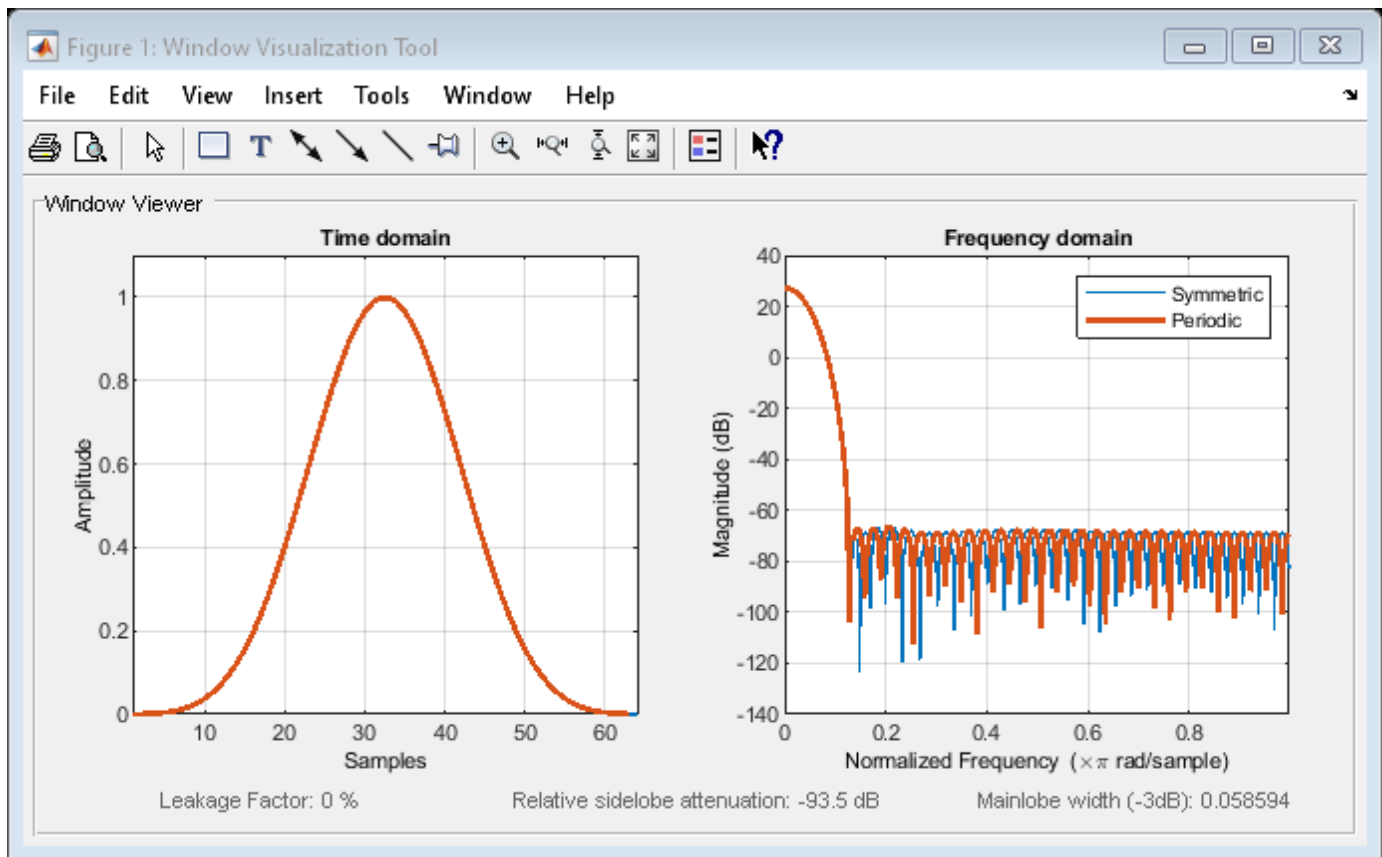 Figure 1: Window Visualization Tool
File Edit View Insert Tools Window Help
T
?
Window Viewer
Time domain
1
0.8
0.6
0.4
0.2
0
10 20 30 40 50 60
Amplitude
Samples
Frequency domain
40
20
0
-20
-40
-60
-80
-100
-120
-140
0 0.2 0.4 0.6 0.8
Magnitude (dB)
Normalized Frequency (×π rad/sample)
Symmetric
Periodic
Leakage Factor: 0 % Relative sidelobe attenuation: -93.5 dB Mainlobe width (-3dB): 0.058594